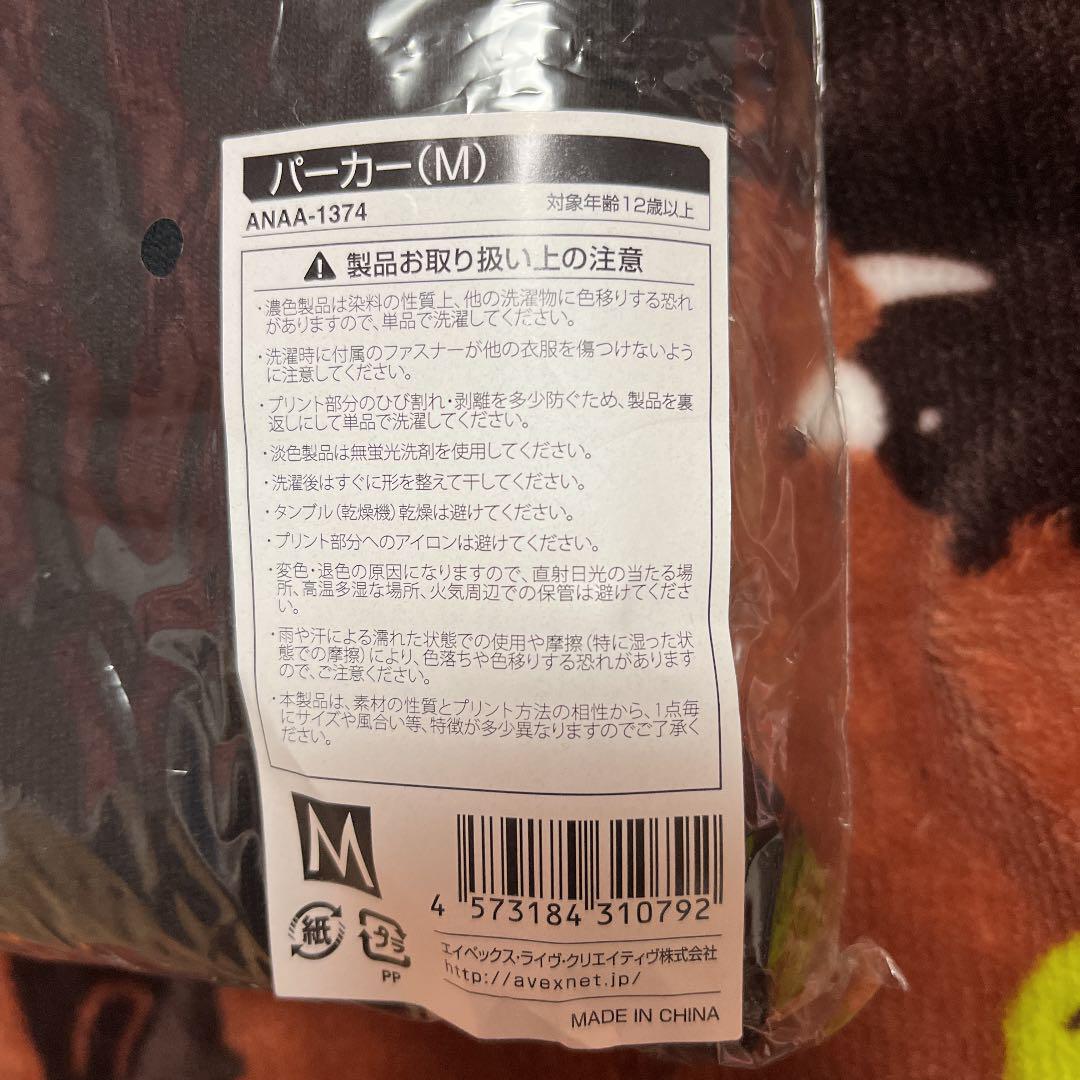 パーカー(M)
ANAA-1374
対象年齢12歳以上
製品お取り扱い上の注意
・濃色製品は染料の性質上、他の洗濯物に色移りする恐れ
がありますので、単品で洗濯してください。
・洗濯時に付属のファスナーが他の衣服を傷つけないよう
に注意してください。
・プリント部分のひび割れ・剥離を多少防ぐため、製品を裏
返しにして単品で洗濯してください。
・淡色製品は無蛍光洗剤を使用してください。
・洗濯後はすぐに形を整えて干してください。
・タンブル(乾燥機)乾燥は避けてください。
・プリント部分へのアイロンは避けてください。
・変色・退色の原因になりますので、直射日光の当たる場
所、高温多湿な場所、火気周辺での保管は避けてくださ
い。
・雨や汗による濡れた状態での使用や摩擦(特に湿った状
態での摩擦)により、色落ちや色移りする恐れがあります
ので、ご注意ください。
・本製品は、素材の性質とプリント方法の相性から、1点毎
にサイズや風合い等、特徴が多少異なりますのでご了承く
ださい。
M
4 573184 310792
紙
プラ
PP
エイベックス・ライヴ・クリエイティヴ株式会社
http://avexnet.jp/
MADE IN CHINA